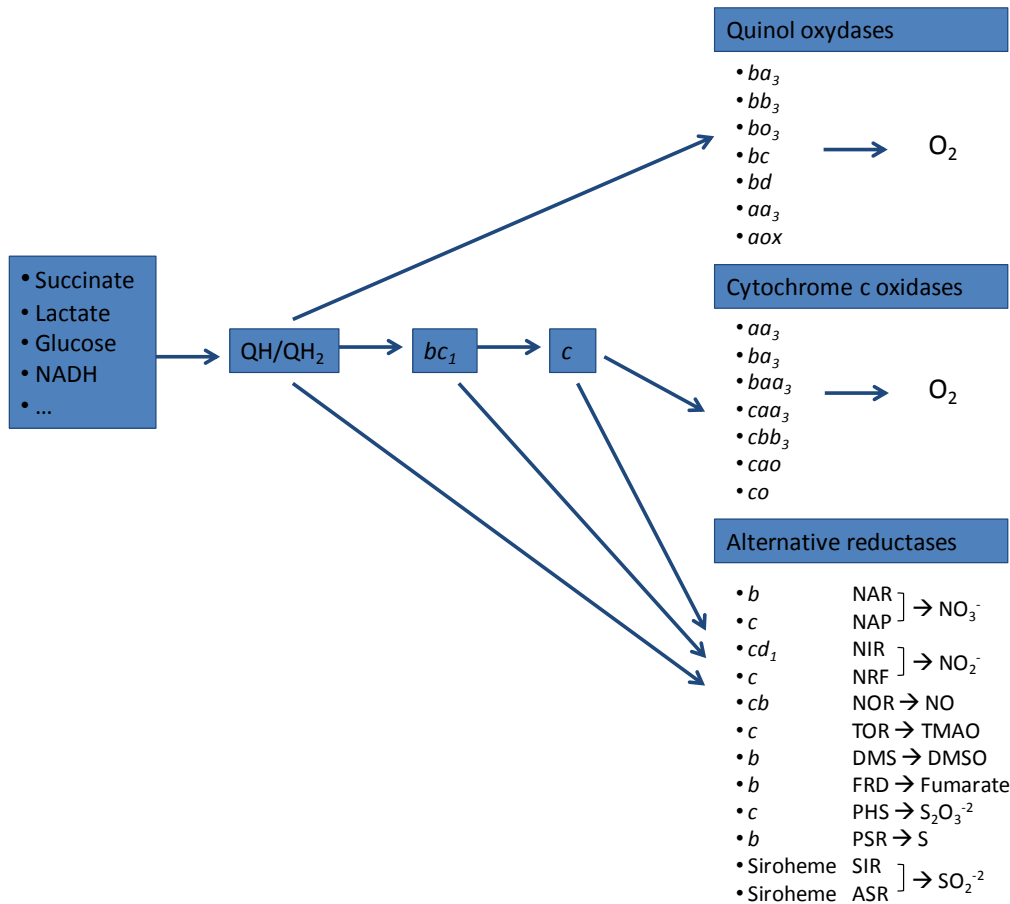 Quinol oxydases
• ba₃
• bb₃
• bo₃
• bc
• bd
• aa₃
• aox
→ O₂
• Succinate
• Lactate
• Glucose
• NADH
• ...
QH/QH₂
bc₁
c
Cytochrome c oxidases
• aa₃
• ba₃
• baa₃
• caa₃
• cbb₃
• cao
• co
→ O₂
Alternative reductases
• b NAR
• c NAP
→ NO₃⁻
• cd₁ NIR
• c NRF
→ NO₂⁻
• cb NOR → NO
• c TOR → TMAO
• b DMS → DMSO
• b FRD → Fumarate
• c PHS → S₂O₃⁻²
• b PSR → S
• Siroheme SIR
• Siroheme ASR
→ SO₂⁻²